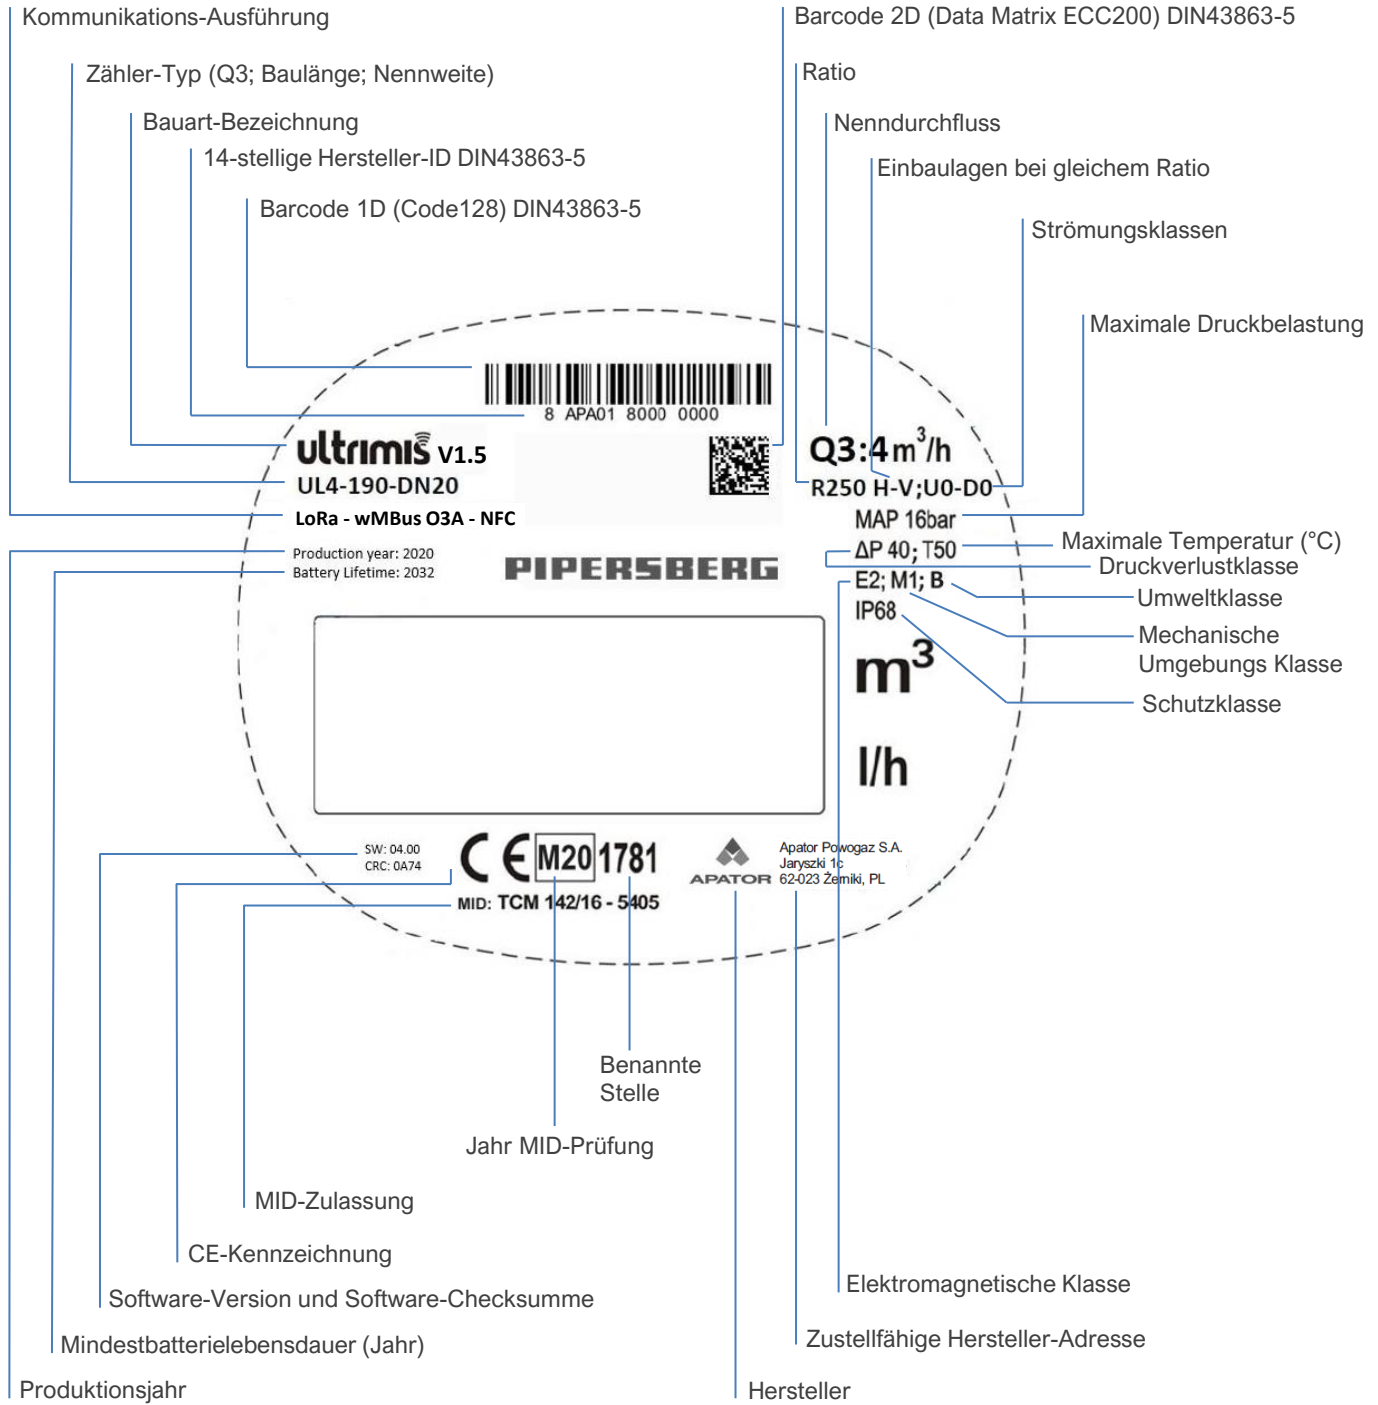 Kommunikations-Ausführung
Barcode 2D (Data Matrix ECC200) DIN43863-5
Zähler-Typ (Q3; Baulänge; Nennweite)
Ratio
Bauart-Bezeichnung
Nenndurchfluss
14-stellige Hersteller-ID DIN43863-5
Einbaulagen bei gleichem Ratio
Barcode 1D (Code128) DIN43863-5
Strömungsklassen
Maximale Druckbelastung
8 APA01 8000 0000
ultrimis V1.5
UL4-190-DN20
LoRa - wMBus O3A - NFC
Production year: 2020
Battery Lifetime: 2032
PIPERSBERG
Q3:4 m³/h
R250 H-V;U0-D0
MAP 16bar
ΔP 40; T50
E2; M1; B
IP68
m³
l/h
Maximale Temperatur (°C)
Druckverlustklasse
Umweltklasse
Mechanische
Umgebungs Klasse
Schutzklasse
SW: 04.00
CRC: 0A74
CE M20 1781
MID: TCM 142/16 - 5405
APATOR
Apator Powogaz S.A.
Jaryszki 1c
62-023 Żerniki, PL
Benannte
Stelle
Jahr MID-Prüfung
MID-Zulassung
CE-Kennzeichnung
Elektromagnetische Klasse
Software-Version und Software-Checksumme
Zustellfähige Hersteller-Adresse
Mindestbatterielebensdauer (Jahr)
Produktionsjahr
Hersteller